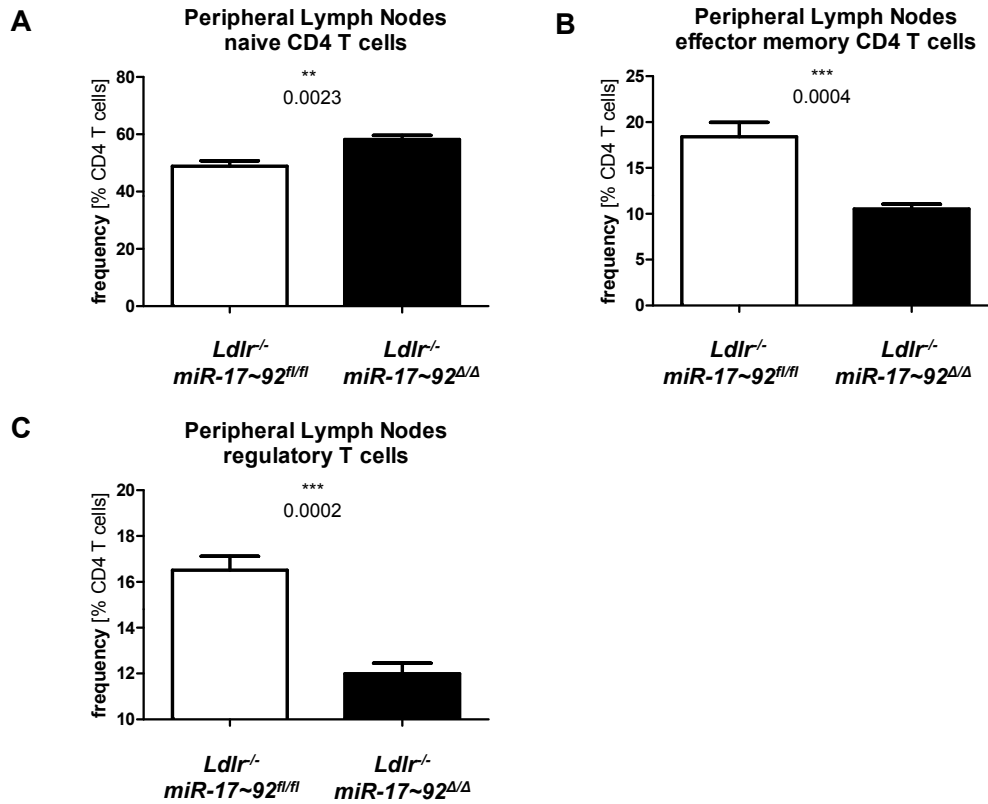 A
Peripheral Lymph Nodes
naive CD4 T cells
**
0.0023
frequency [% CD4 T cells]
80
60
40
20
0
Ldlr-/-
miR-17~92fl/fl
Ldlr-/-
miR-17~92Δ/Δ
B
Peripheral Lymph Nodes
effector memory CD4 T cells
***
0.0004
frequency [% CD4 T cells]
25
20
15
10
5
0
Ldlr-/-
miR-17~92fl/fl
Ldlr-/-
miR-17~92Δ/Δ
C
Peripheral Lymph Nodes
regulatory T cells
***
0.0002
frequency [% CD4 T cells]
20
18
16
14
12
10
Ldlr-/-
miR-17~92fl/fl
Ldlr-/-
miR-17~92Δ/Δ